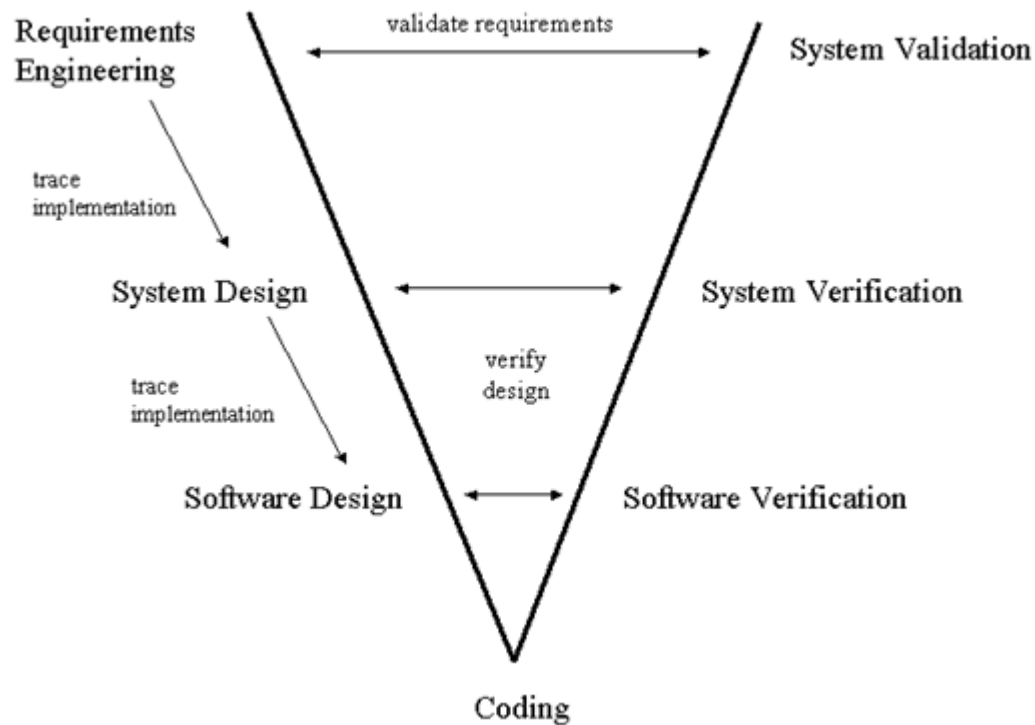 Requirements
Engineering
validate requirements
System Validation
trace
implementation
System Design
System Verification
verify
design
trace
implementation
Software Design
Software Verification
Coding